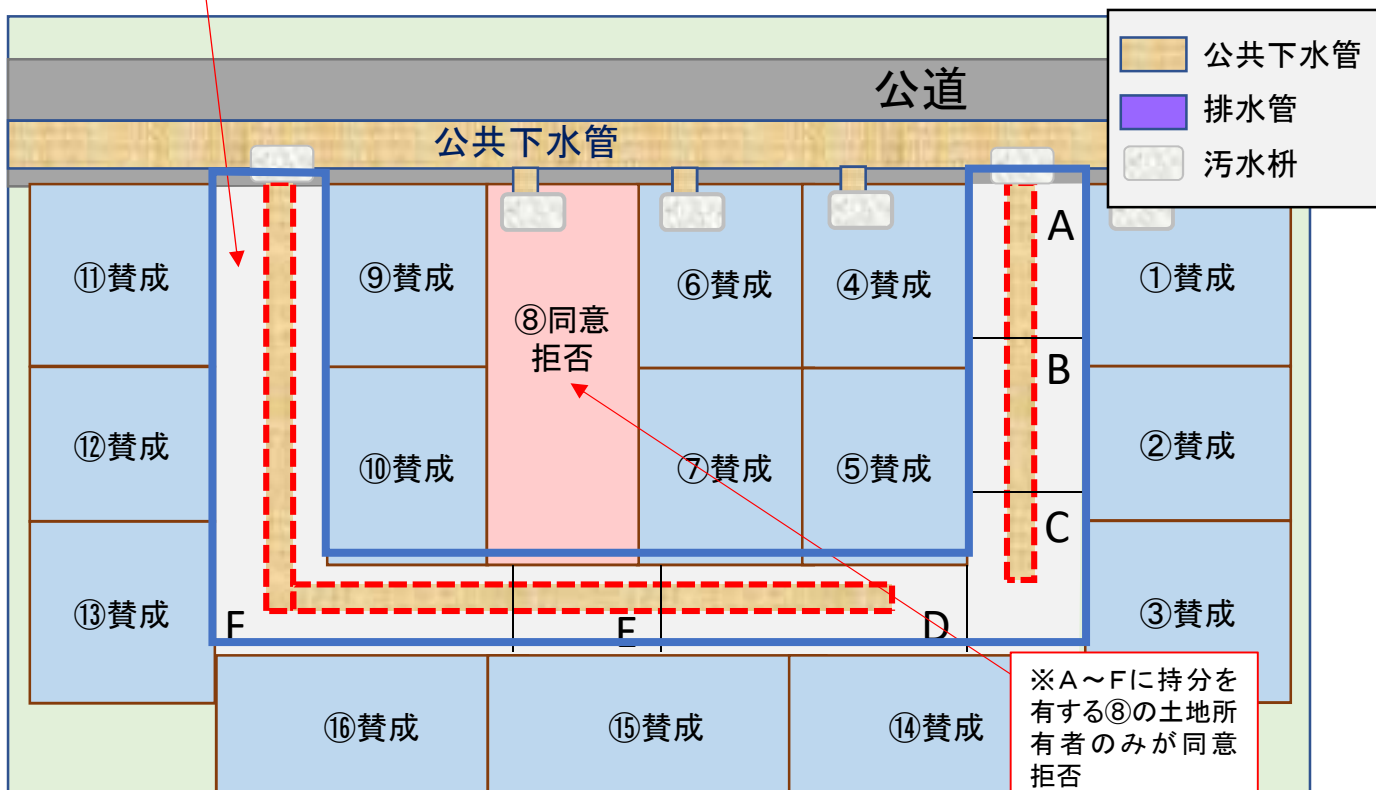 公共下水管
排水管
汚水枡
公道
公共下水管
⑪賛成
⑨賛成
⑧同意
拒否
⑥賛成
④賛成
A
①賛成
B
⑫賛成
⑩賛成
⑦賛成
⑤賛成
②賛成
C
⑬賛成
F
E
D
③賛成
⑯賛成
⑮賛成
⑭賛成
※A～Fに持分を
有する⑧の土地所
有者のみが同意
拒否